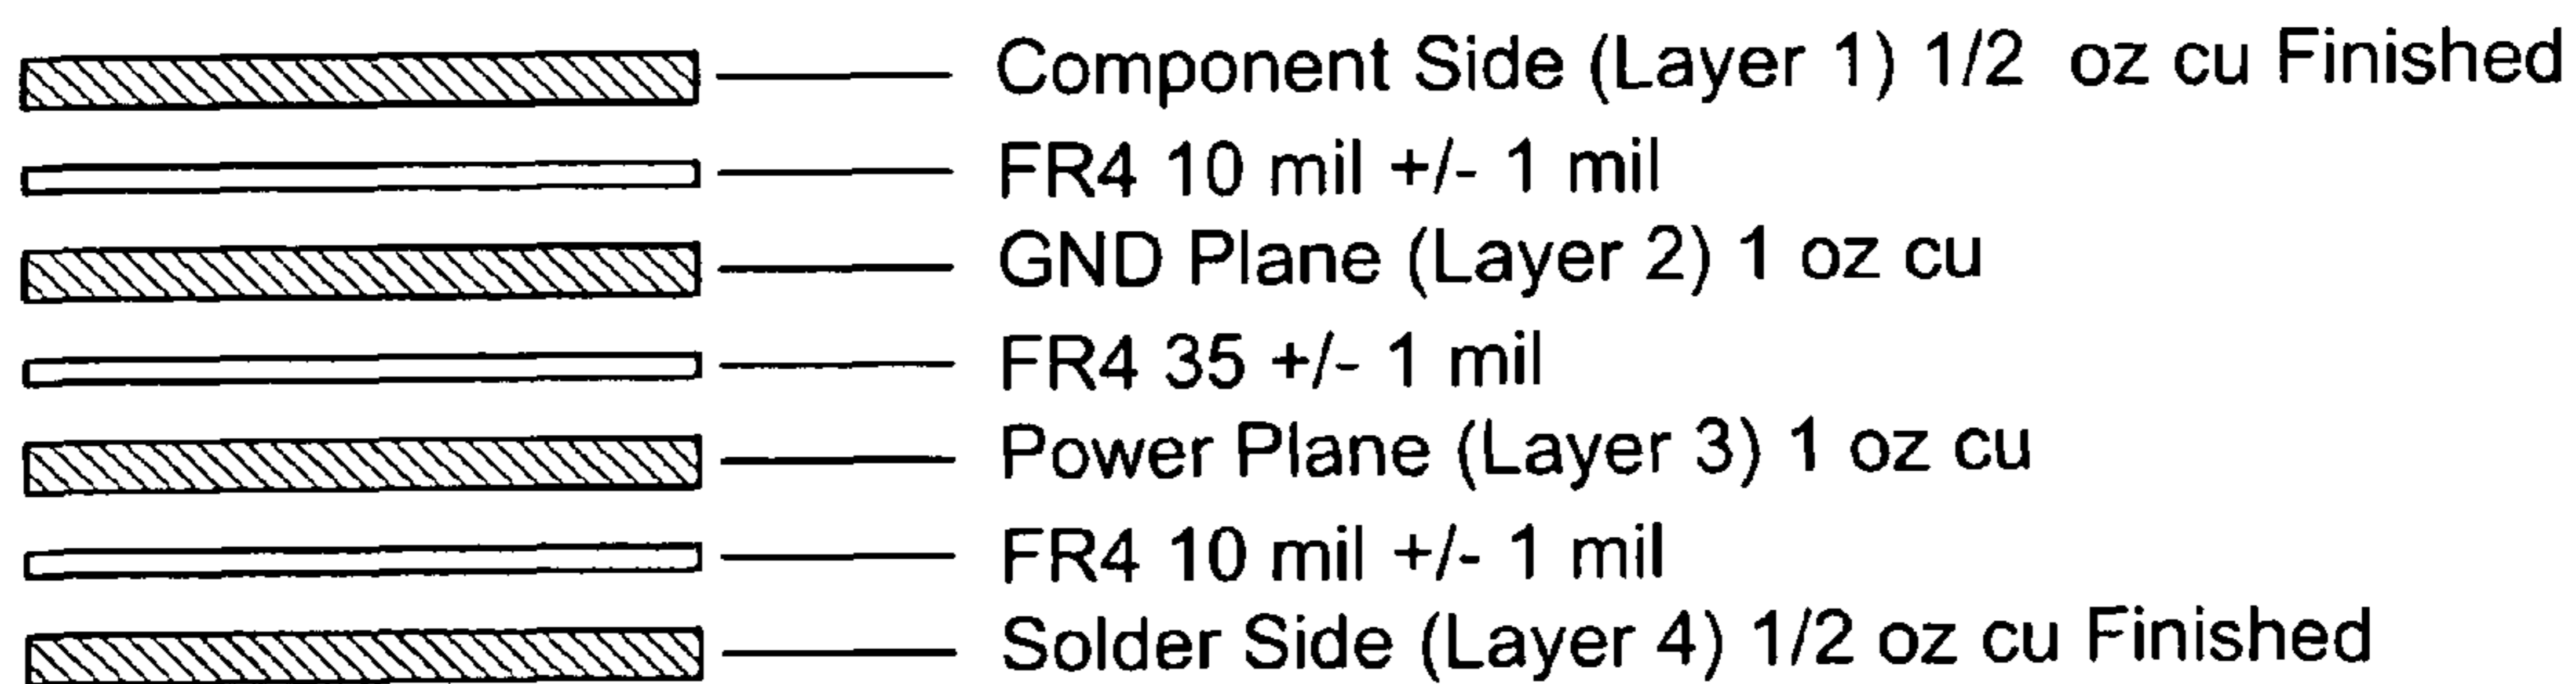 Component Side (Layer 1) 1/2 oz cu Finished
FR4 10 mil +/- 1 mil
GND Plane (Layer 2) 1 oz cu
FR4 35 +/- 1 mil
Power Plane (Layer 3) 1 oz cu
FR4 10 mil +/- 1 mil
Solder Side (Layer 4) 1/2 oz cu Finished